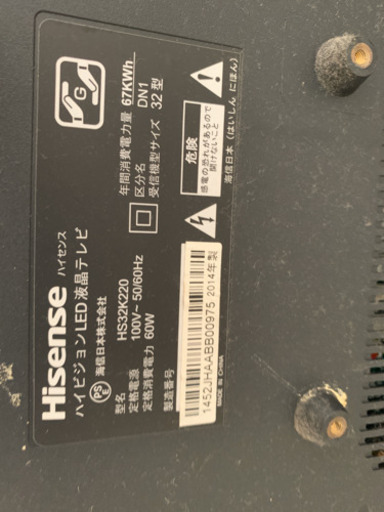 Hisense ハイセンス
ハイビジョンLED液晶テレビ
PS
E
海信日本株式会社
型名 HS32K220
定格電源 100V~50/60Hz
定格消費電力 60W
製造番号
1452JHAABB00975 2014年製
MADE IN CHINA
G
年間消費電力量 67KWh
区分名 DN1
受信機型サイズ 32 型
危険
感電の恐れがあるので
開けないこと
海信日本（はいしん にほん）